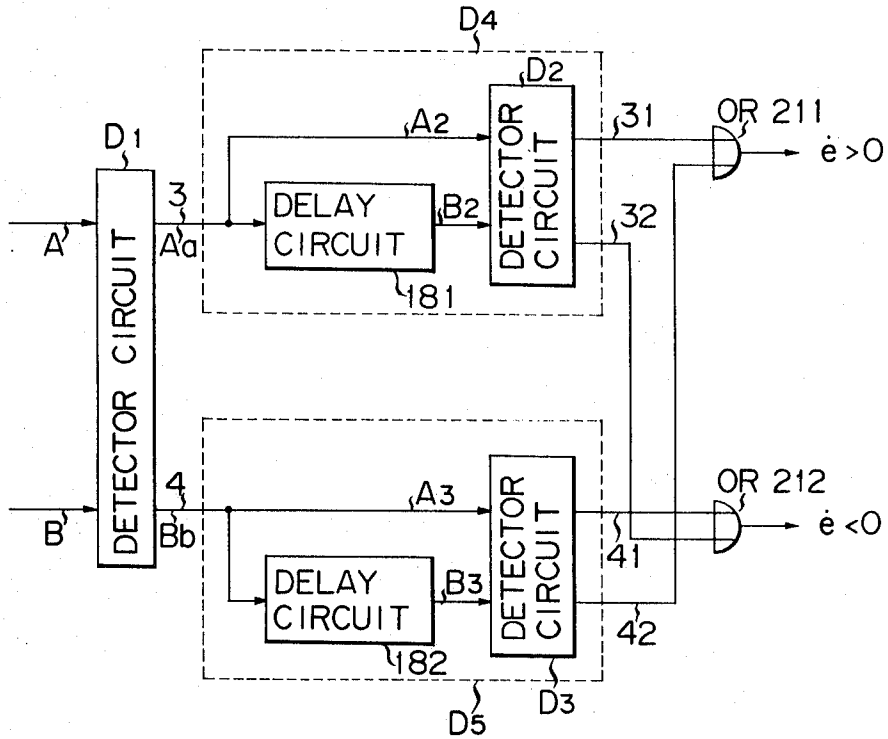 D4
D2
31
OR 211
ė>0
A2
D1
3
A
Aa
DELAY
CIRCUIT
B2
181
DETECTOR
CIRCUIT
32
DETECTOR CIRCUIT
4
B
Bb
A3
DELAY
CIRCUIT
B3
182
DETECTOR
CIRCUIT
41
42
OR 212
ė<0
D5
D3